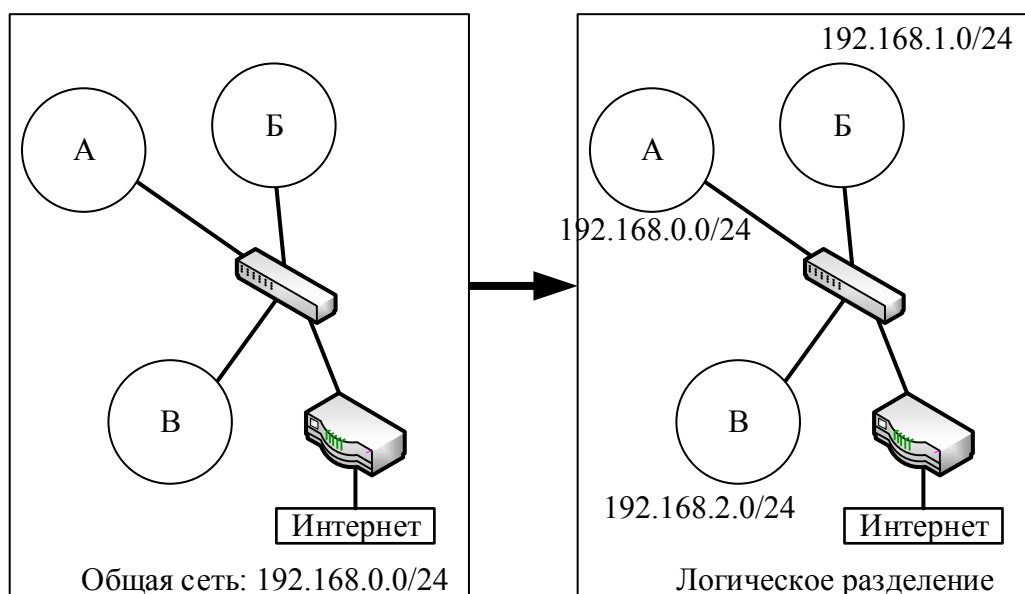 А
Б
В
Интернет
Общая сеть: 192.168.0.0/24
192.168.1.0/24
Б
А
192.168.0.0/24
В
192.168.2.0/24
Интернет
Логическое разделение